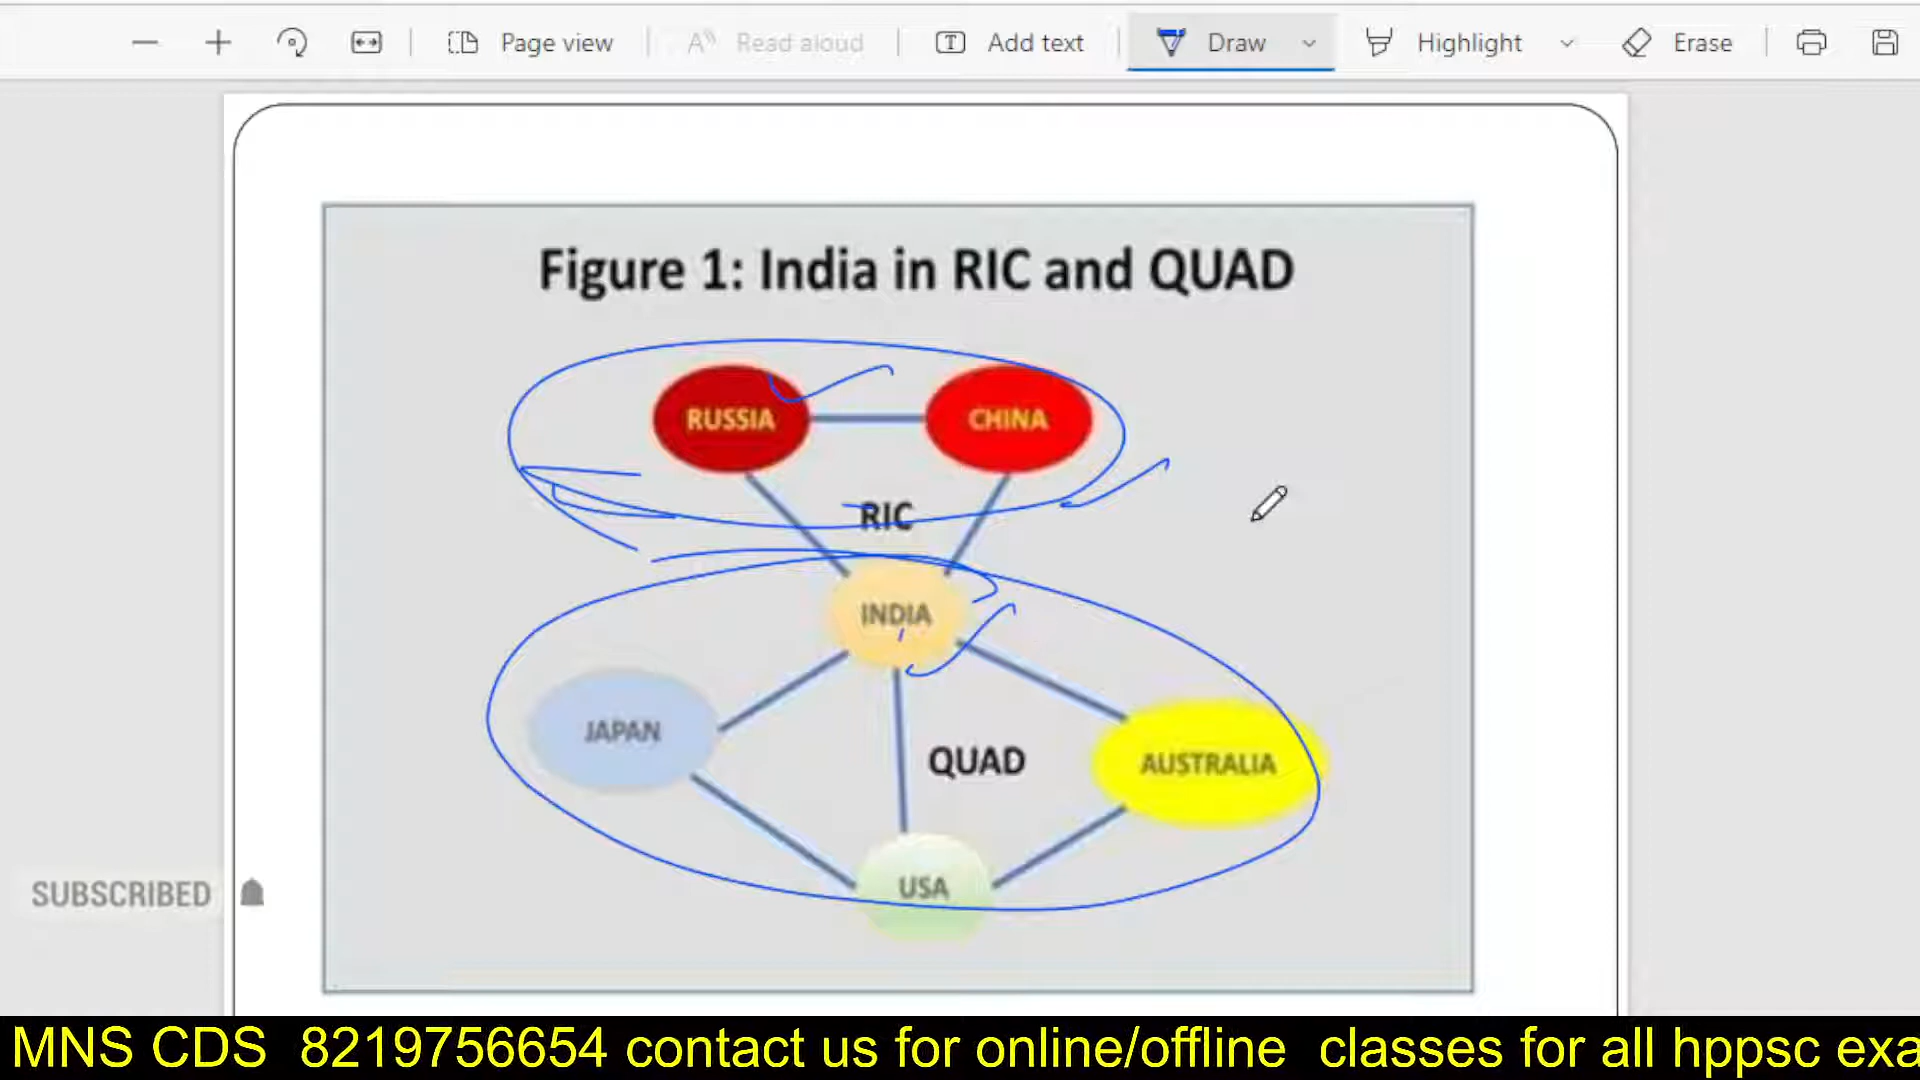 Page view Read aloud Add text Draw Highlight Erase
Figure 1: India in RIC and QUAD
RUSSIA CHINA
RIC
INDIA
JAPAN
QUAD
AUSTRALIA
USA
SUBSCRIBED
MNS CDS 8219756654 contact us for online/offline classes for all hppsc exa